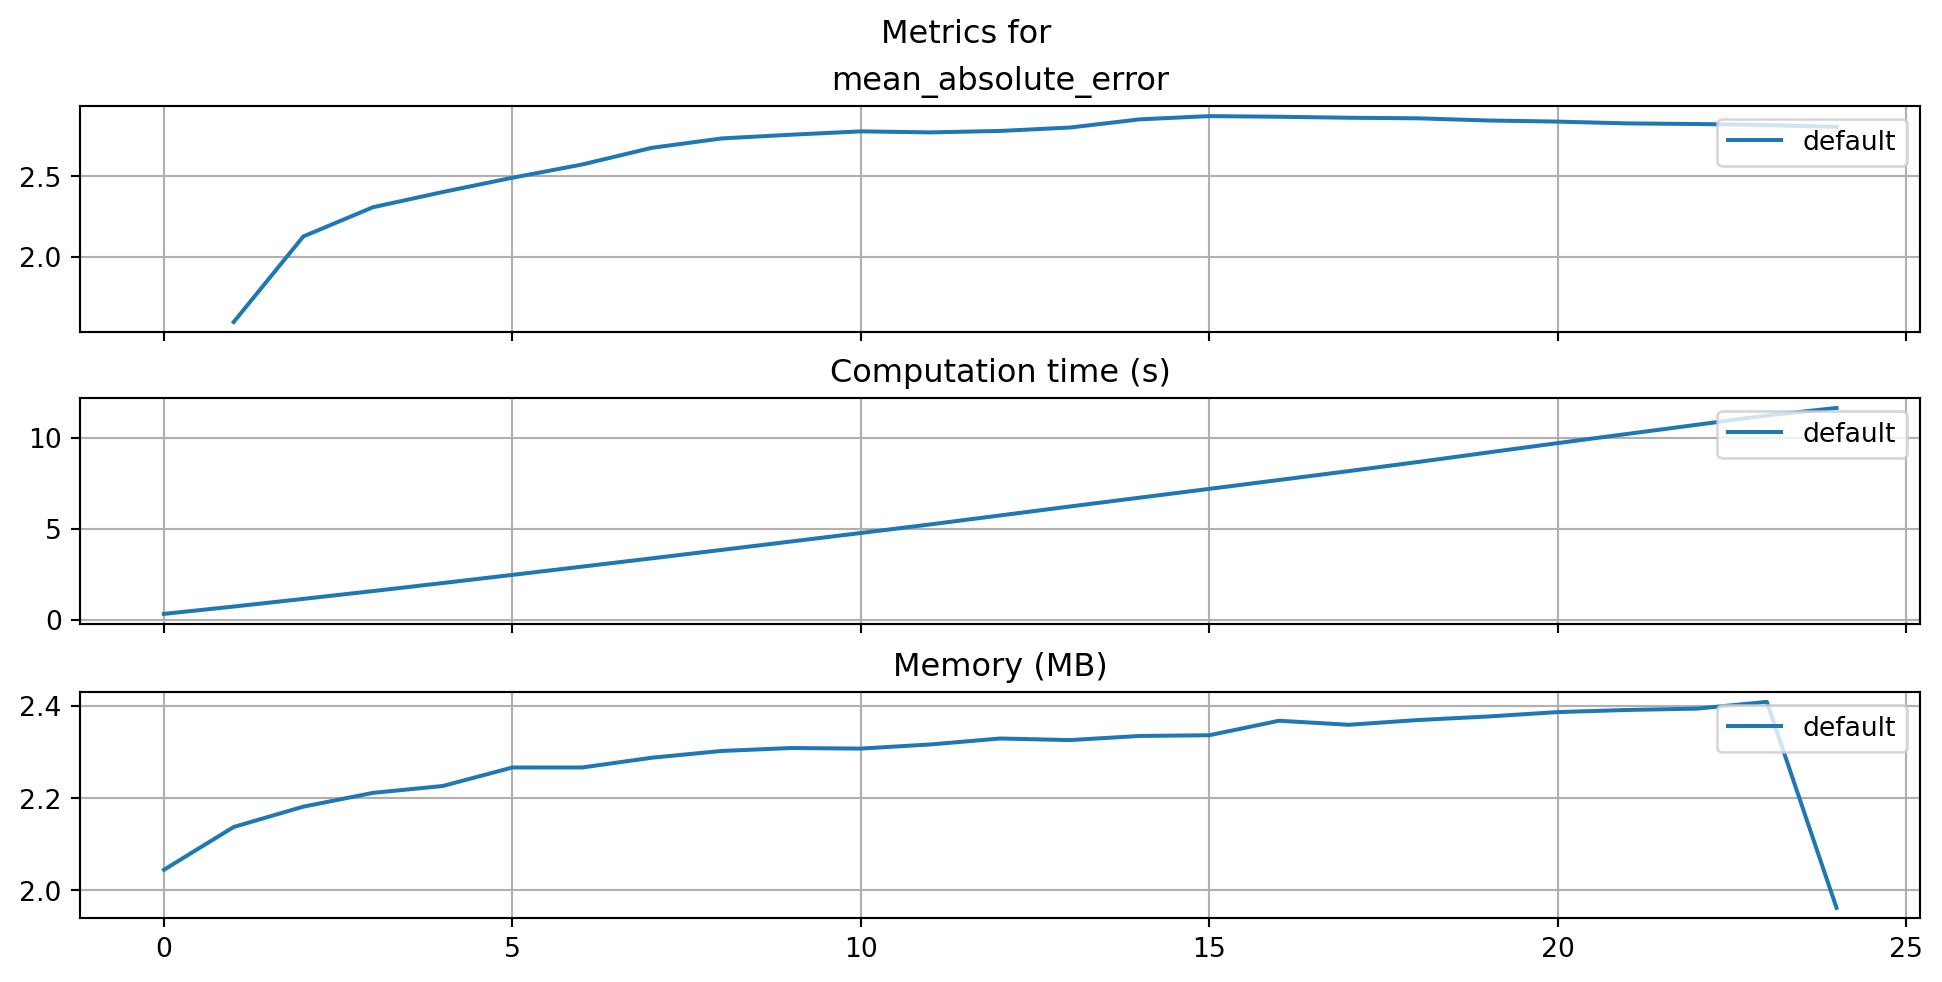 Metrics for
mean_absolute_error
2.5
2.0
default
Computation time (s)
10
5
0
default
Memory (MB)
2.4
2.2
2.0
default
0 5 10 15 20 25